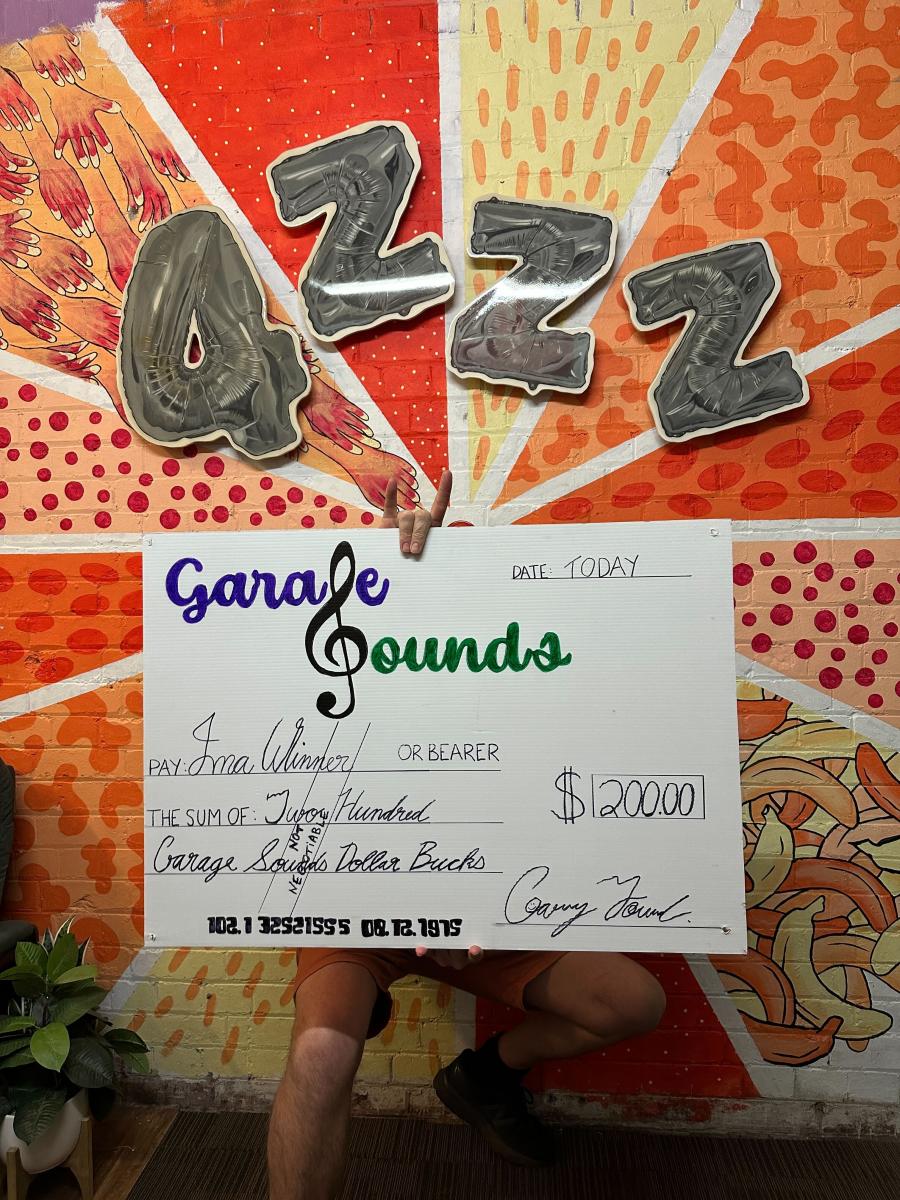 4ZZZ
Garage
Sounds
DATE: TODAY
PAY: Ima Winner OR BEARER
THE SUM OF: Two Hundred
$ 200.00
Garage Sounds Dollar Bucks
NOT
NEGOTIABLE
102.1 32521555 08.12.1975